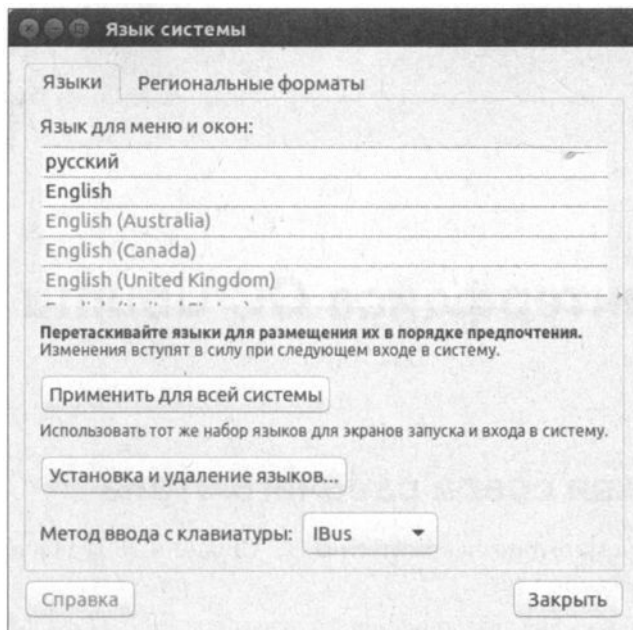 Язык системы
Языки
Региональные форматы
Язык для меню и окон:
русский
English
English (Australia)
English (Canada)
English (United Kingdom)
Перетаскивайте языки для размещения их в порядке предпочтения.
Изменения вступят в силу при следующем входе в систему.
Применить для всей системы
Использовать тот же набор языков для экранов запуска и входа в систему.
Установка и удаление языков...
Метод ввода с клавиатуры: IBus
Справка
Закрыть